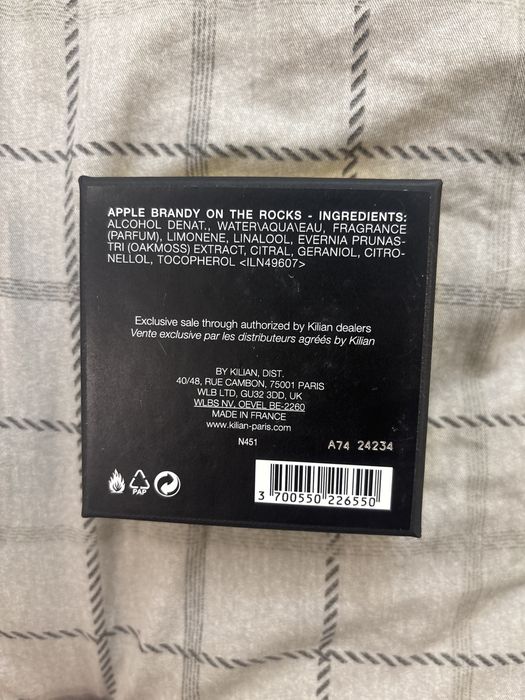 APPLE BRANDY ON THE ROCKS - INGREDIENTS:
ALCOHOL DENAT., WATER\AQUA\EAU, FRAGRANCE
(PARFUM), LIMONENE, LINALOOL, EVERNIA PRUNAS-
TRI (OAKMOSS) EXTRACT, CITRAL, GERANIOL, CITRO-
NELLOL, TOCOPHEROL <ILN49607>
Exclusive sale through authorized by Kilian dealers
Vente exclusive par les distributeurs agréés by Kilian
BY KILIAN, DIST.
40/48, RUE CAMBON, 75001 PARIS
WLB LTD, GU32 3DD, UK
WLBS NV, OEVEL BE-2260
MADE IN FRANCE
www.kilian-paris.com
N451
A74 24234
PAP
3 700550 226550